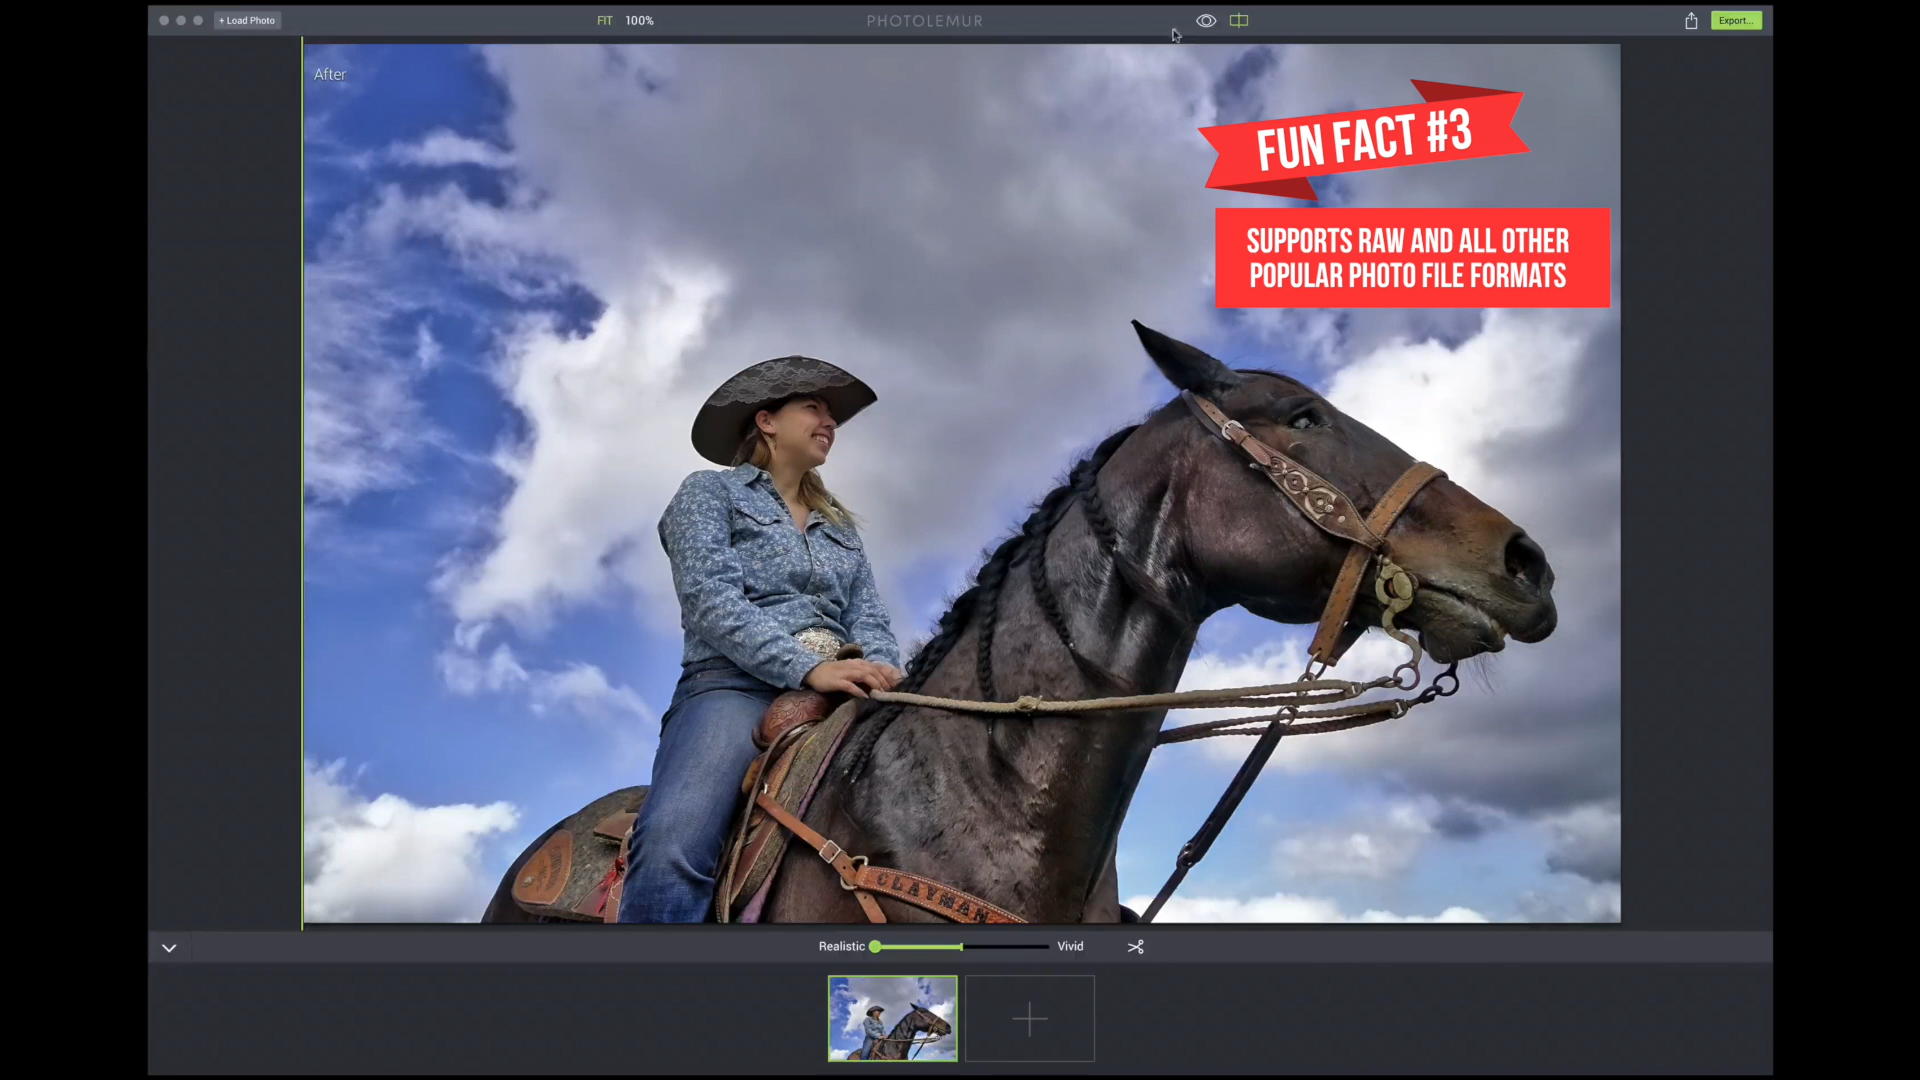 + Load Photo
FIT 100%
PHOTOLEMUR
Export...
After
FUN FACT #3
SUPPORTS RAW AND ALL OTHER
POPULAR PHOTO FILE FORMATS
CLAYMAN
Realistic
Vivid